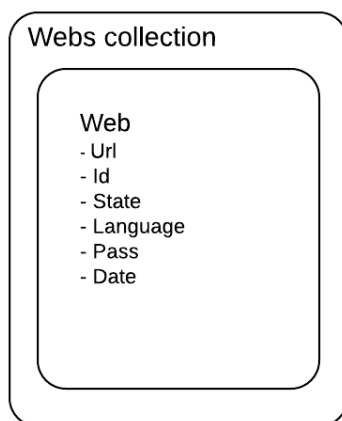 Webs collection
Web
- Url
- Id
- State
- Language
- Pass
- Date